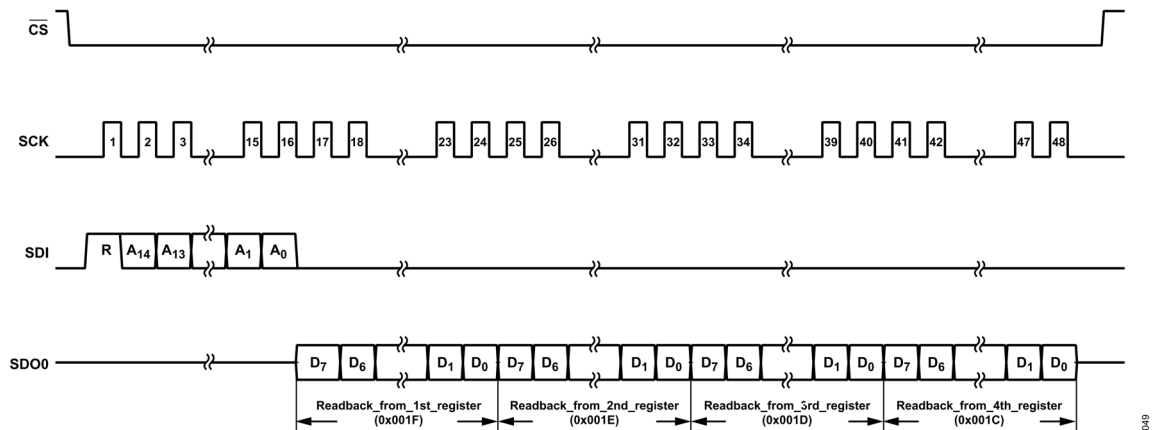 CS
SCK 1 2 3 15 16 17 18 23 24 25 26 31 32 33 34 39 40 41 42 47 48
SDI R A14 A13 A1 A0
SDO0 D7 D6 D1 D0 D7 D6 D1 D0 D7 D6 D1 D0 D7 D6 D1 D0
Readback_from_1st_register
(0x001F)
Readback_from_2nd_register
(0x001E)
Readback_from_3rd_register
(0x001D)
Readback_from_4th_register
(0x001C)
049